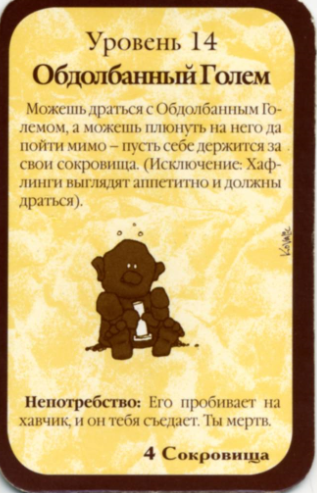 Уровень 14
Обдолбанный Голем
Можешь драться с Обдолбанным Го-
лемом, а можешь плюнуть на него да
пойти мимо – пусть себе держится за
свои сокровища. (Исключение: Хаф-
линги выглядят аппетитно и должны
драться).
Непотребство: Его пробивает на
хавчик, и он тебя съедает. Ты мертв.
4 Сокровища